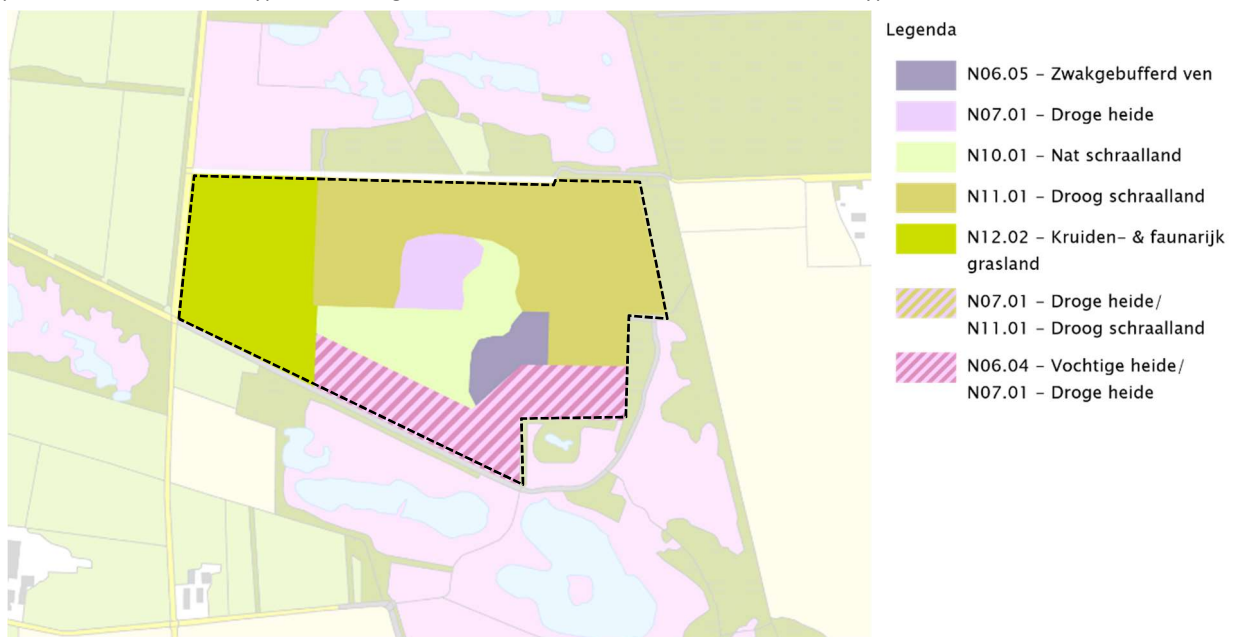 Legenda
N06.05 – Zwakgebufferd ven
N07.01 – Droge heide
N10.01 – Nat schraalland
N11.01 – Droog schraalland
N12.02 – Kruiden- & faunarijk
grasland
N07.01 – Droge heide/
N11.01 – Droog schraalland
N06.04 – Vochtige heide/
N07.01 – Droge heide